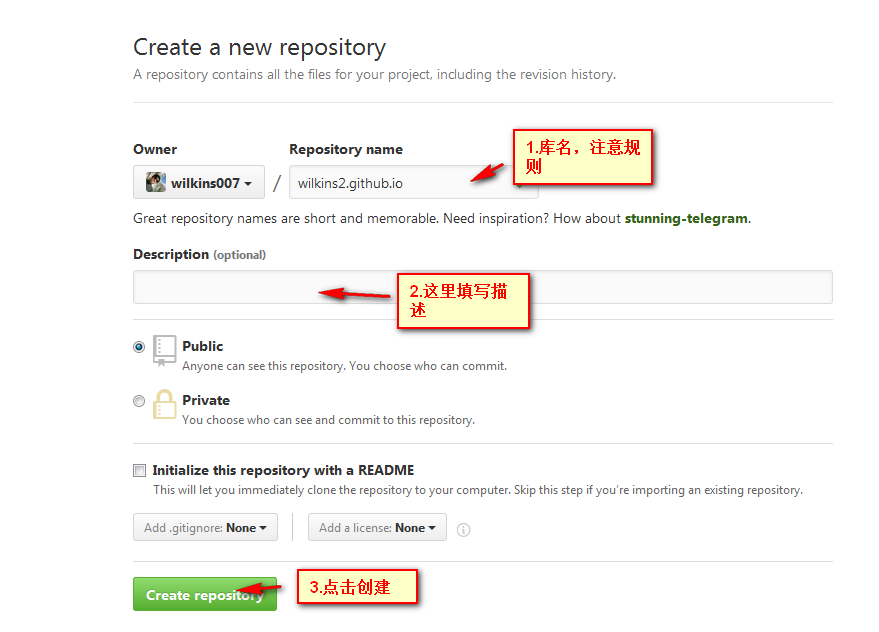 Create a new repository
A repository contains all the files for your project, including the revision history.
Owner
Repository name
wilkins007
/
wilkins2.github.io
1.库名，注意规
则
Great repository names are short and memorable. Need inspiration? How about stunning-telegram.
Description (optional)
2.这里填写描
述
Public
Anyone can see this repository. You choose who can commit.
Private
You choose who can see and commit to this repository.
Initialize this repository with a README
This will let you immediately clone the repository to your computer. Skip this step if you're importing an existing repository.
Add .gitignore: None
Add a license: None
Create repository
3.点击创建